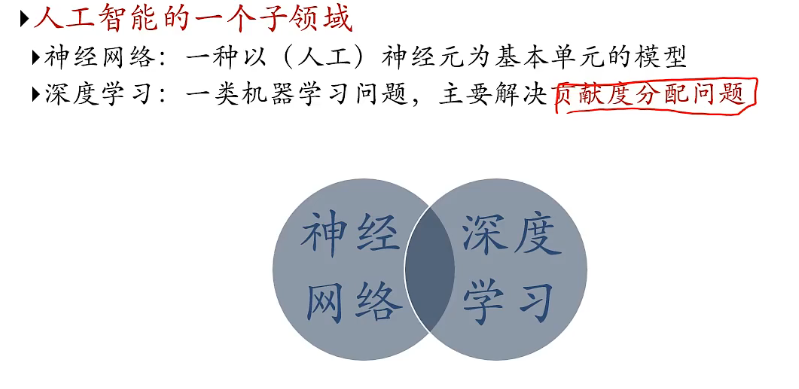 人工智能的一个子领域
神经网络：一种以（人工）神经元为基本单元的模型
深度学习：一类机器学习问题，主要解决贡献度分配问题
神经
网络
深度
学习